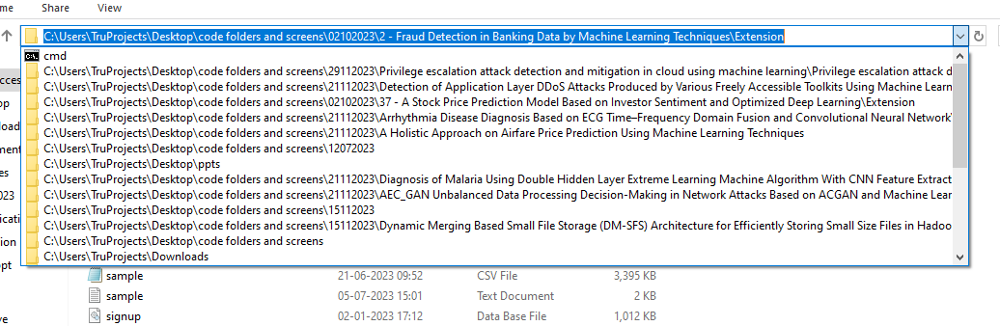 me Share View
C:\Users\TruProjects\Desktop\code folders and screens\02102023\2 - Fraud Detection in Banking Data by Machine Learning Techniques\Extension
cmd
cces C:\Users\TruProjects\Desktop\code folders and screens\29112023\Privilege escalation attack detection and mitigation in cloud using machine learning\Privilege escalation attack d
C:\Users\TruProjects\Desktop\code folders and screens\21112023\Detection of Application Layer DDoS Attacks Produced by Various Freely Accessible Toolkits Using Machine Learn
op C:\Users\TruProjects\Desktop\code folders and screens\02102023\37 - A Stock Price Prediction Model Based on Investor Sentiment and Optimized Deep Learning\Extension
nload C:\Users\TruProjects\Desktop\code folders and screens\21112023\Arrhythmia Disease Diagnosis Based on ECG Time–Frequency Domain Fusion and Convolutional Neural Network\
C:\Users\TruProjects\Desktop\code folders and screens\21112023\A Holistic Approach on Airfare Price Prediction Using Machine Learning Techniques
ment C:\Users\TruProjects\Desktop\code folders and screens\12072023
es C:\Users\TruProjects\Desktop\ppts
C:\Users\TruProjects\Desktop\code folders and screens\21112023\Diagnosis of Malaria Using Double Hidden Layer Extreme Learning Machine Algorithm With CNN Feature Extract
023 C:\Users\TruProjects\Desktop\code folders and screens\21112023\AEC_GAN Unbalanced Data Processing Decision-Making in Network Attacks Based on ACGAN and Machine Lear
C:\Users\TruProjects\Desktop\code folders and screens\15112023
icati C:\Users\TruProjects\Desktop\code folders and screens\15112023\Dynamic Merging Based Small File Storage (DM-SFS) Architecture for Efficiently Storing Small Size Files in Hadoo
sion C:\Users\TruProjects\Desktop\code folders and screens
ppt C:\Users\TruProjects\Downloads
sample 21-06-2023 09:52 CSV File 3,395 KB
sample 05-07-2023 15:01 Text Document 2 KB
ve signup 02-01-2023 17:12 Data Base File 1,012 KB